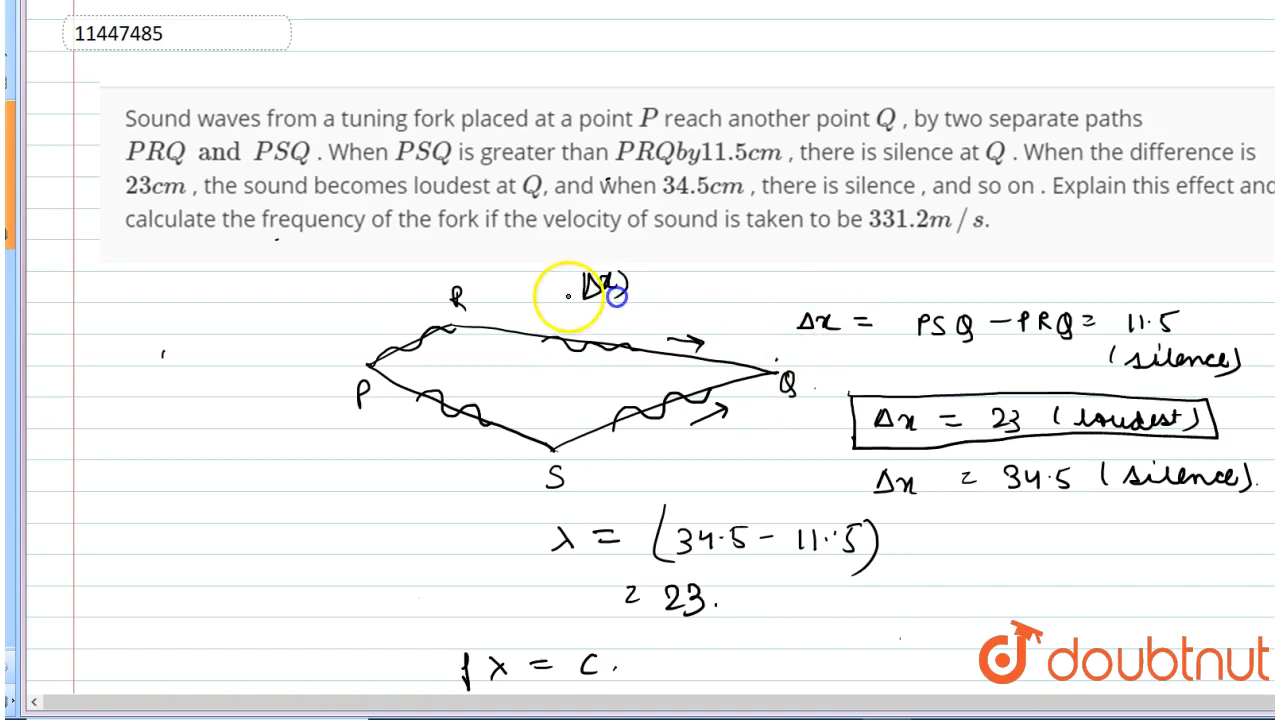 11447485
Sound waves from a tuning fork placed at a point P reach another point Q , by two separate paths
PRQ and PSQ . When PSQ is greater than PRQby11.5cm , there is silence at Q . When the difference is
23cm , the sound becomes loudest at Q, and when 34.5cm , there is silence , and so on . Explain this effect and
calculate the frequency of the fork if the velocity of sound is taken to be 331.2m / s.
(Δx)
R
P
Q
S
Δx = PSQ - PRQ = 11.5
(silence)
Δx = 23 (loudest)
Δx = 34.5 (silence).
λ = (34.5 - 11.5)
= 23.
fλ = c.
doubtnut